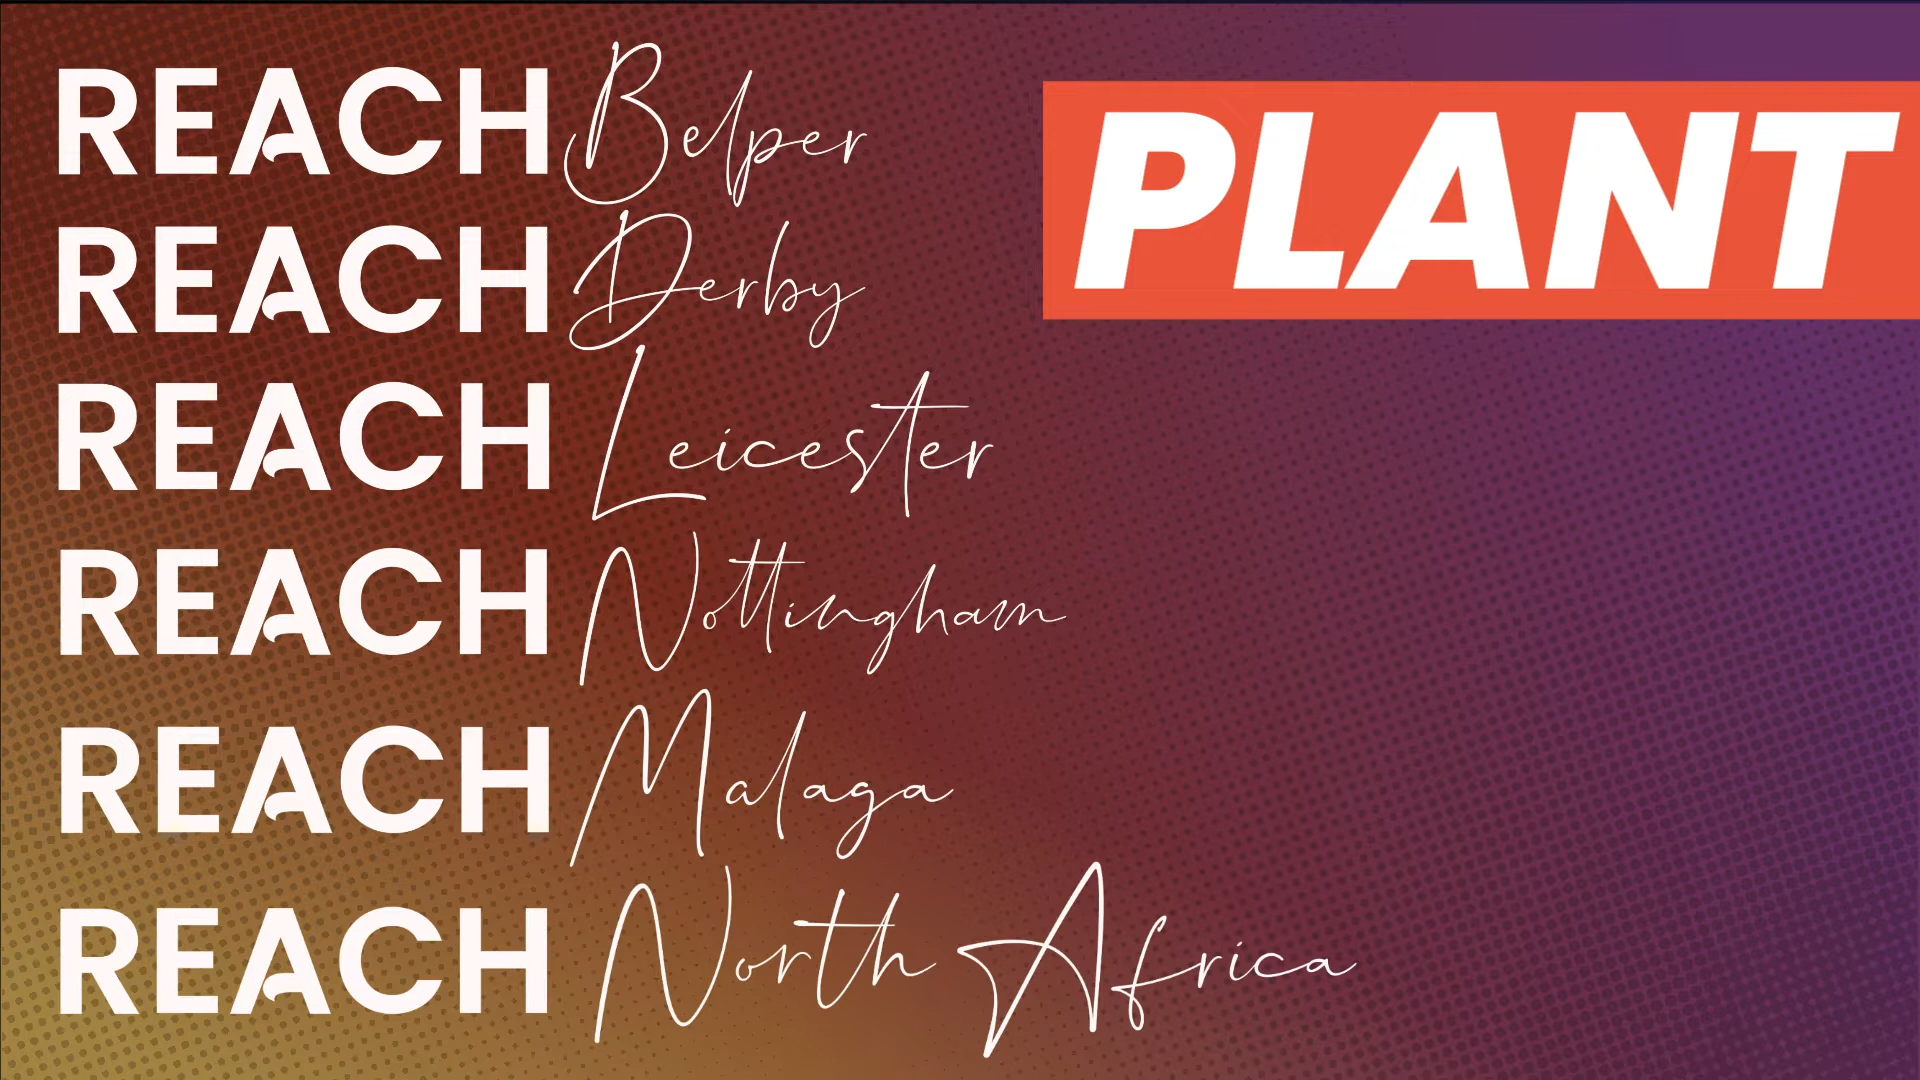 REACH Belper
PLANT
REACH Derby
REACH Leicester
REACH Nottingham
REACH Malaga
REACH North Africa